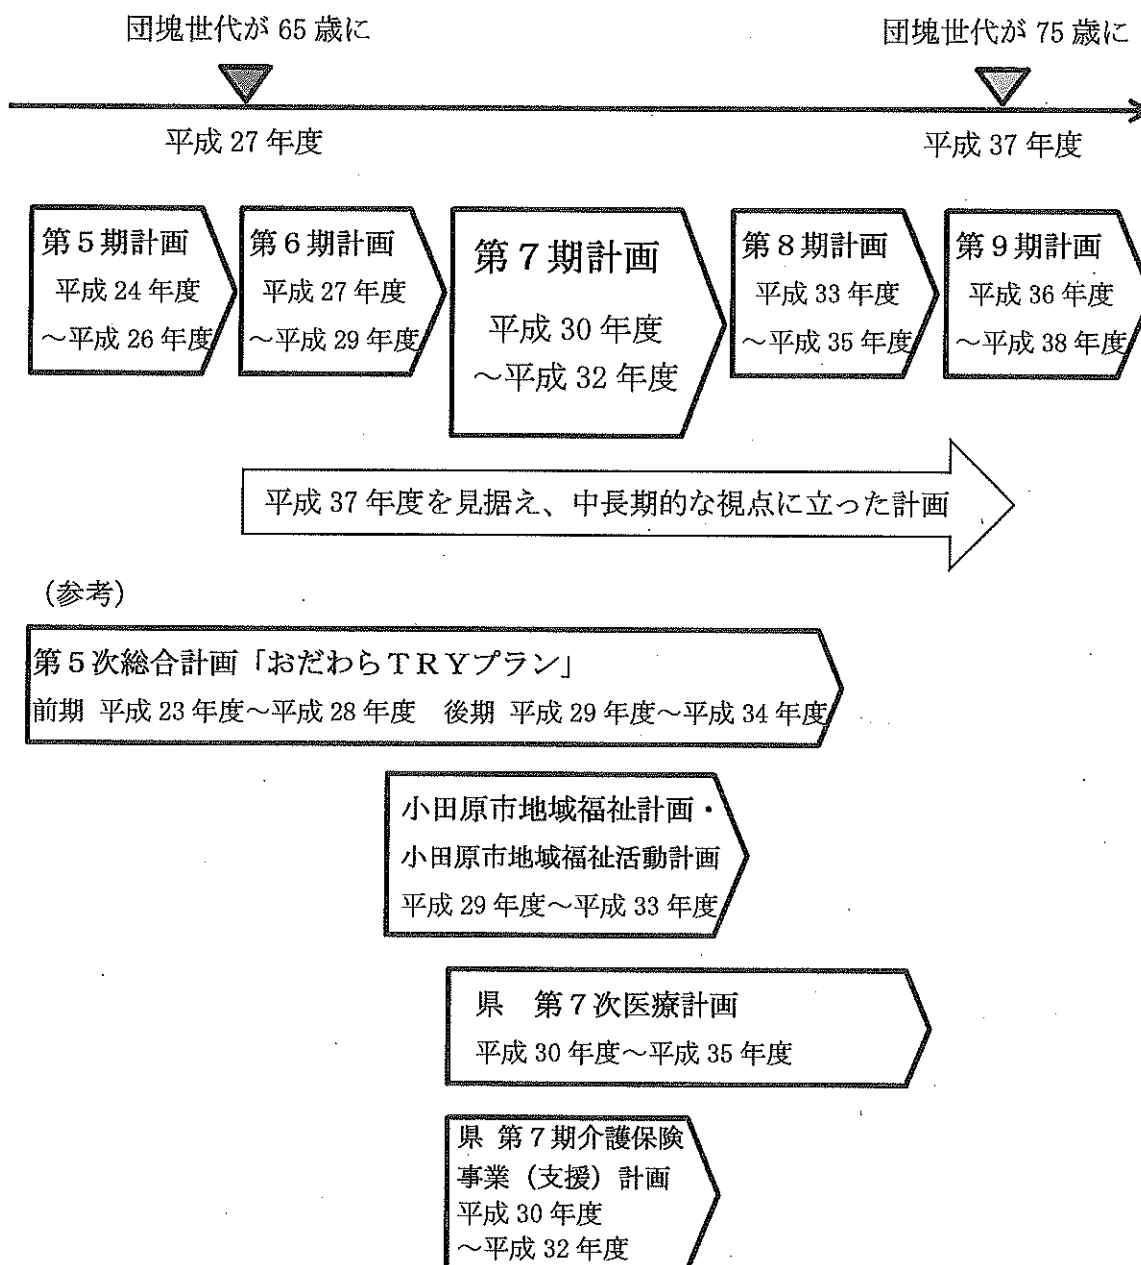 団塊世代が 65 歳に
団塊世代が 75 歳に
平成 27 年度
平成 37 年度
第５期計画
平成 24 年度
～平成 26 年度
第６期計画
平成 27 年度
～平成 29 年度
第７期計画
平成 30 年度
～平成 32 年度
第８期計画
平成 33 年度
～平成 35 年度
第９期計画
平成 36 年度
～平成 38 年度
平成 37 年度を見据え、中長期的な視点に立った計画
(参考)
第５次総合計画「おだわらＴＲＹプラン」
前期 平成 23 年度～平成 28 年度　後期 平成 29 年度～平成 34 年度
小田原市地域福祉計画・
小田原市地域福祉活動計画
平成 29 年度～平成 33 年度
県　第７次医療計画
平成 30 年度～平成 35 年度
県 第７期介護保険
事業（支援）計画
平成 30 年度
～平成 32 年度